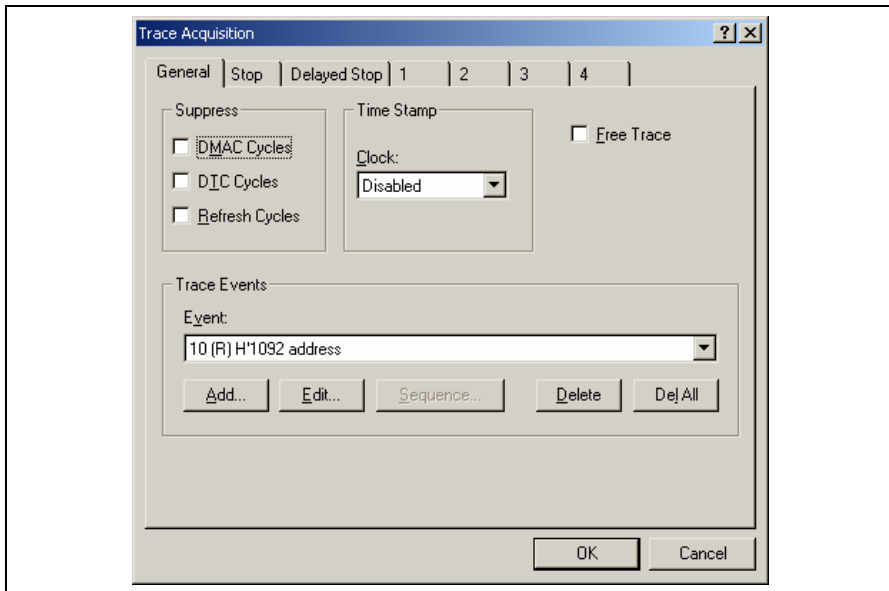 Trace Acquisition
General Stop Delayed Stop 1 2 3 4
Suppress
DMAC Cycles
DTC Cycles
Refresh Cycles
Time Stamp
Clock:
Disabled
Free Trace
Trace Events
Event:
10 (R) H'1092 address
Add... Edit... Sequence... Delete Del All
OK Cancel